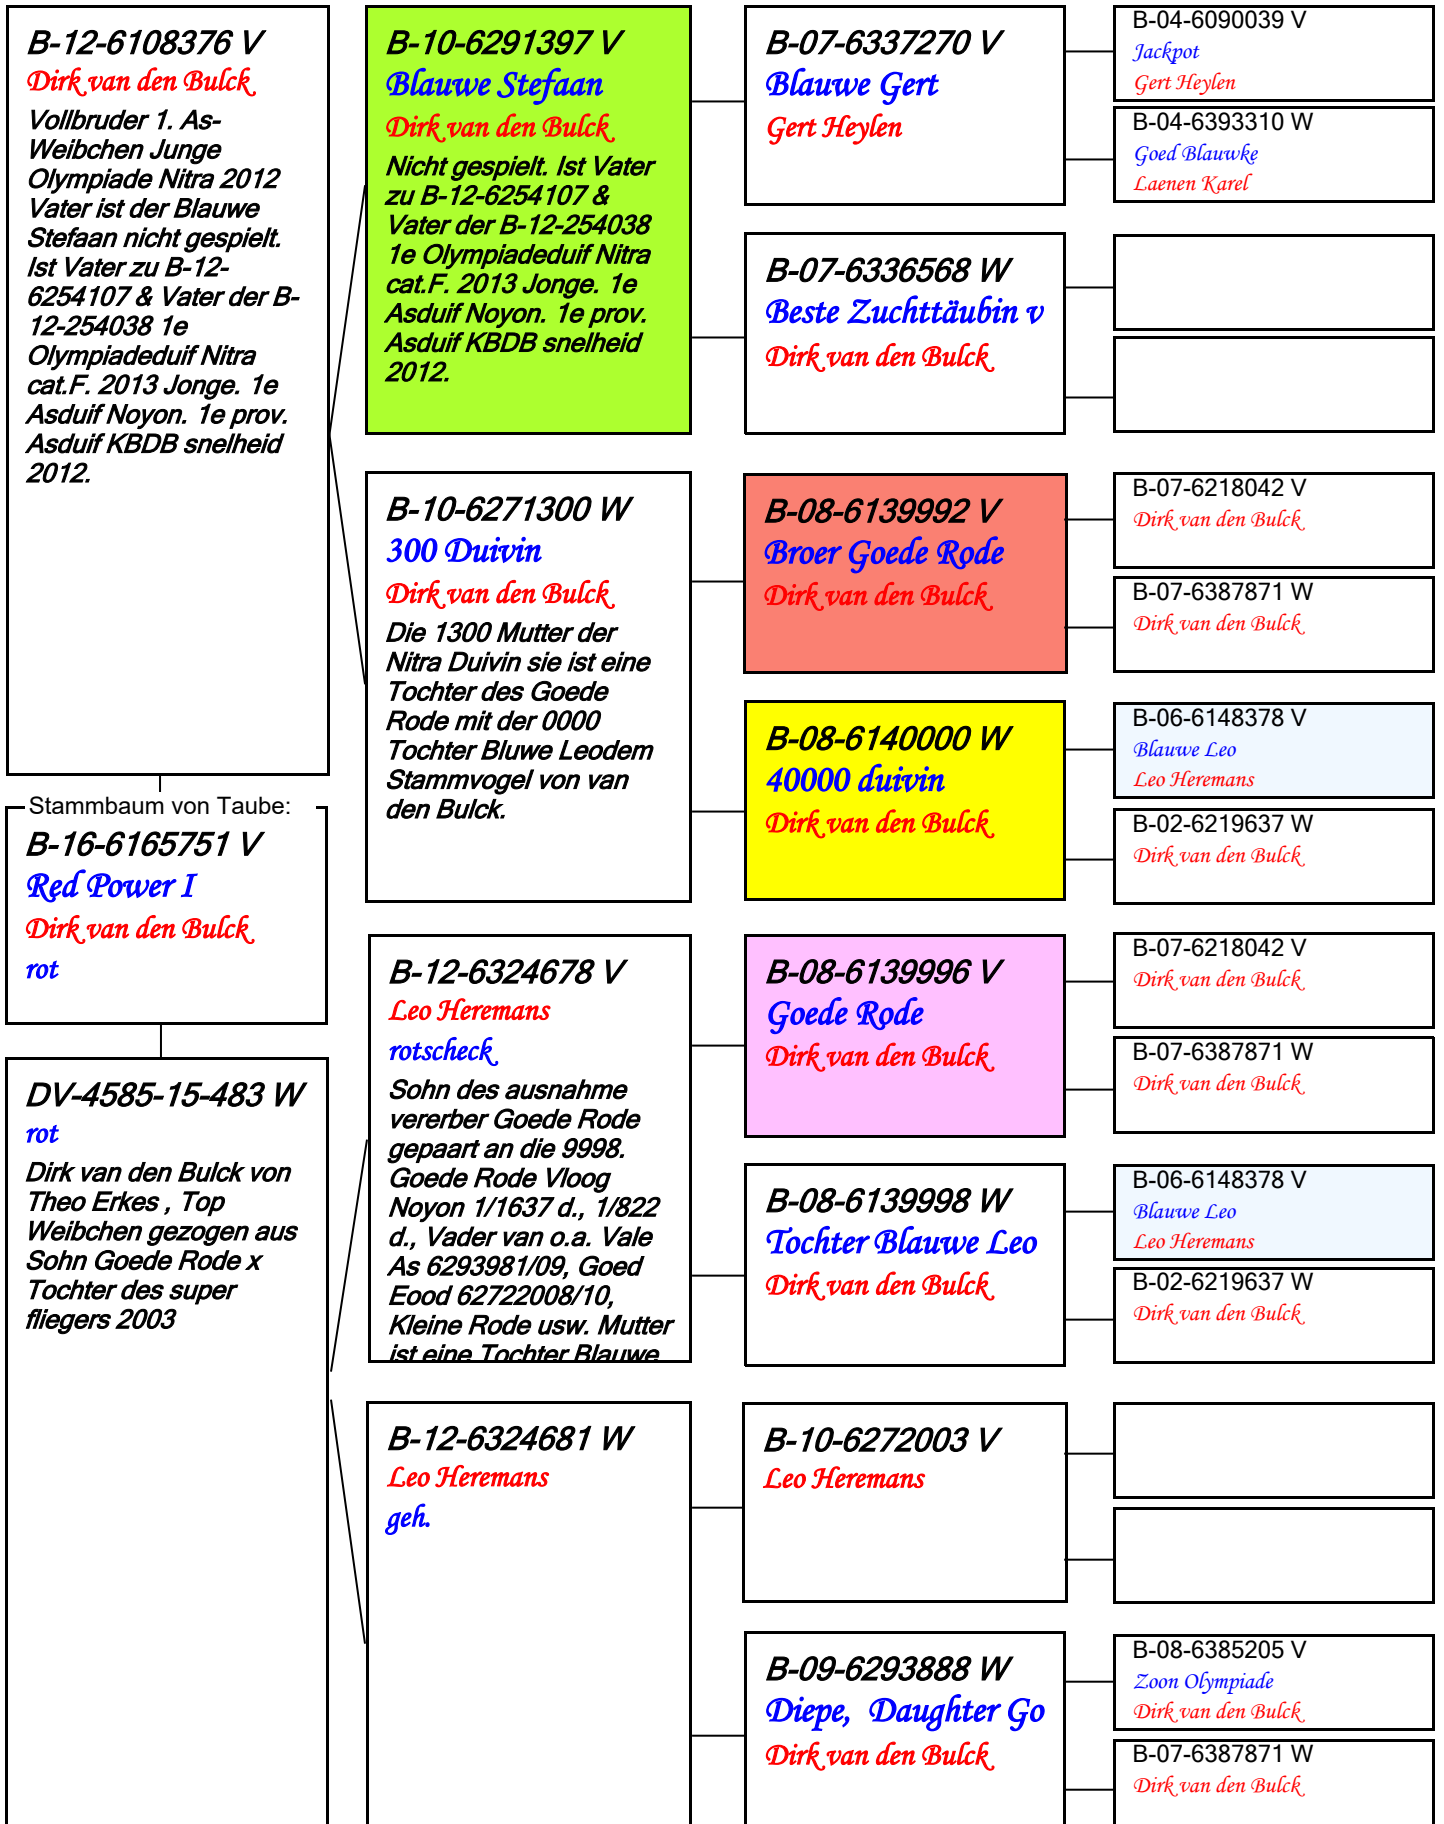 B-12-6108376 V
Dirk van den Bulck
Vollbruder 1. As-
Weibchen Junge
Olympiade Nitra 2012
Vater ist der Blauwe
Stefaan nicht gespielt.
Ist Vater zu B-12-
6254107 & Vater der B-
12-254038 1e
Olympiadeduif Nitra
cat.F. 2013 Jonge. 1e
Asduif Noyon. 1e prov.
Asduif KBDB snelheid
2012.
Stammbaum von Taube:
B-16-6165751 V
Red Power I
Dirk van den Bulck
rot
DV-4585-15-483 W
rot
Dirk van den Bulck von
Theo Erkes , Top
Weibchen gezogen aus
Sohn Goede Rode x
Tochter des super
fliegers 2003
B-10-6291397 V
Blauwe Stefaan
Dirk van den Bulck
Nicht gespielt. Ist Vater
zu B-12-6254107 &
Vater der B-12-254038
1e Olympiadeduif Nitra
cat.F. 2013 Jonge. 1e
Asduif Noyon. 1e prov.
Asduif KBDB snelheid
2012.
B-10-6271300 W
300 Duivin
Dirk van den Bulck
Die 1300 Mutter der
Nitra Duivin sie ist eine
Tochter des Goede
Rode mit der 0000
Tochter Bluwe Leodem
Stammvogel von van
den Bulck.
B-12-6324678 V
Leo Heremans
rotscheck
Sohn des ausnahme
vererber Goede Rode
gepaart an die 9998.
Goede Rode Vloog
Noyon 1/1637 d., 1/822
d., Vader van o.a. Vale
As 6293981/09, Goed
Eood 62722008/10,
Kleine Rode usw. Mutter
ist eine Tochter Blauwe
B-12-6324681 W
Leo Heremans
geh.
B-07-6337270 V
Blauwe Gert
Gert Heylen
B-07-6336568 W
Beste Zuchttäubin v
Dirk van den Bulck
B-08-6139992 V
Broer Goede Rode
Dirk van den Bulck
B-08-6140000 W
40000 duivin
Dirk van den Bulck
B-08-6139996 V
Goede Rode
Dirk van den Bulck
B-08-6139998 W
Tochter Blauwe Leo
Dirk van den Bulck
B-10-6272003 V
Leo Heremans
B-09-6293888 W
Diepe, Daughter Go
Dirk van den Bulck
B-04-6090039 V
Jackpot
Gert Heylen
B-04-6393310 W
Goed Blauwke
Laenen Karel
B-07-6218042 V
Dirk van den Bulck
B-07-6387871 W
Dirk van den Bulck
B-06-6148378 V
Blauwe Leo
Leo Heremans
B-02-6219637 W
Dirk van den Bulck
B-07-6218042 V
Dirk van den Bulck
B-07-6387871 W
Dirk van den Bulck
B-06-6148378 V
Blauwe Leo
Leo Heremans
B-02-6219637 W
Dirk van den Bulck
B-08-6385205 V
Zoon Olympiade
Dirk van den Bulck
B-07-6387871 W
Dirk van den Bulck